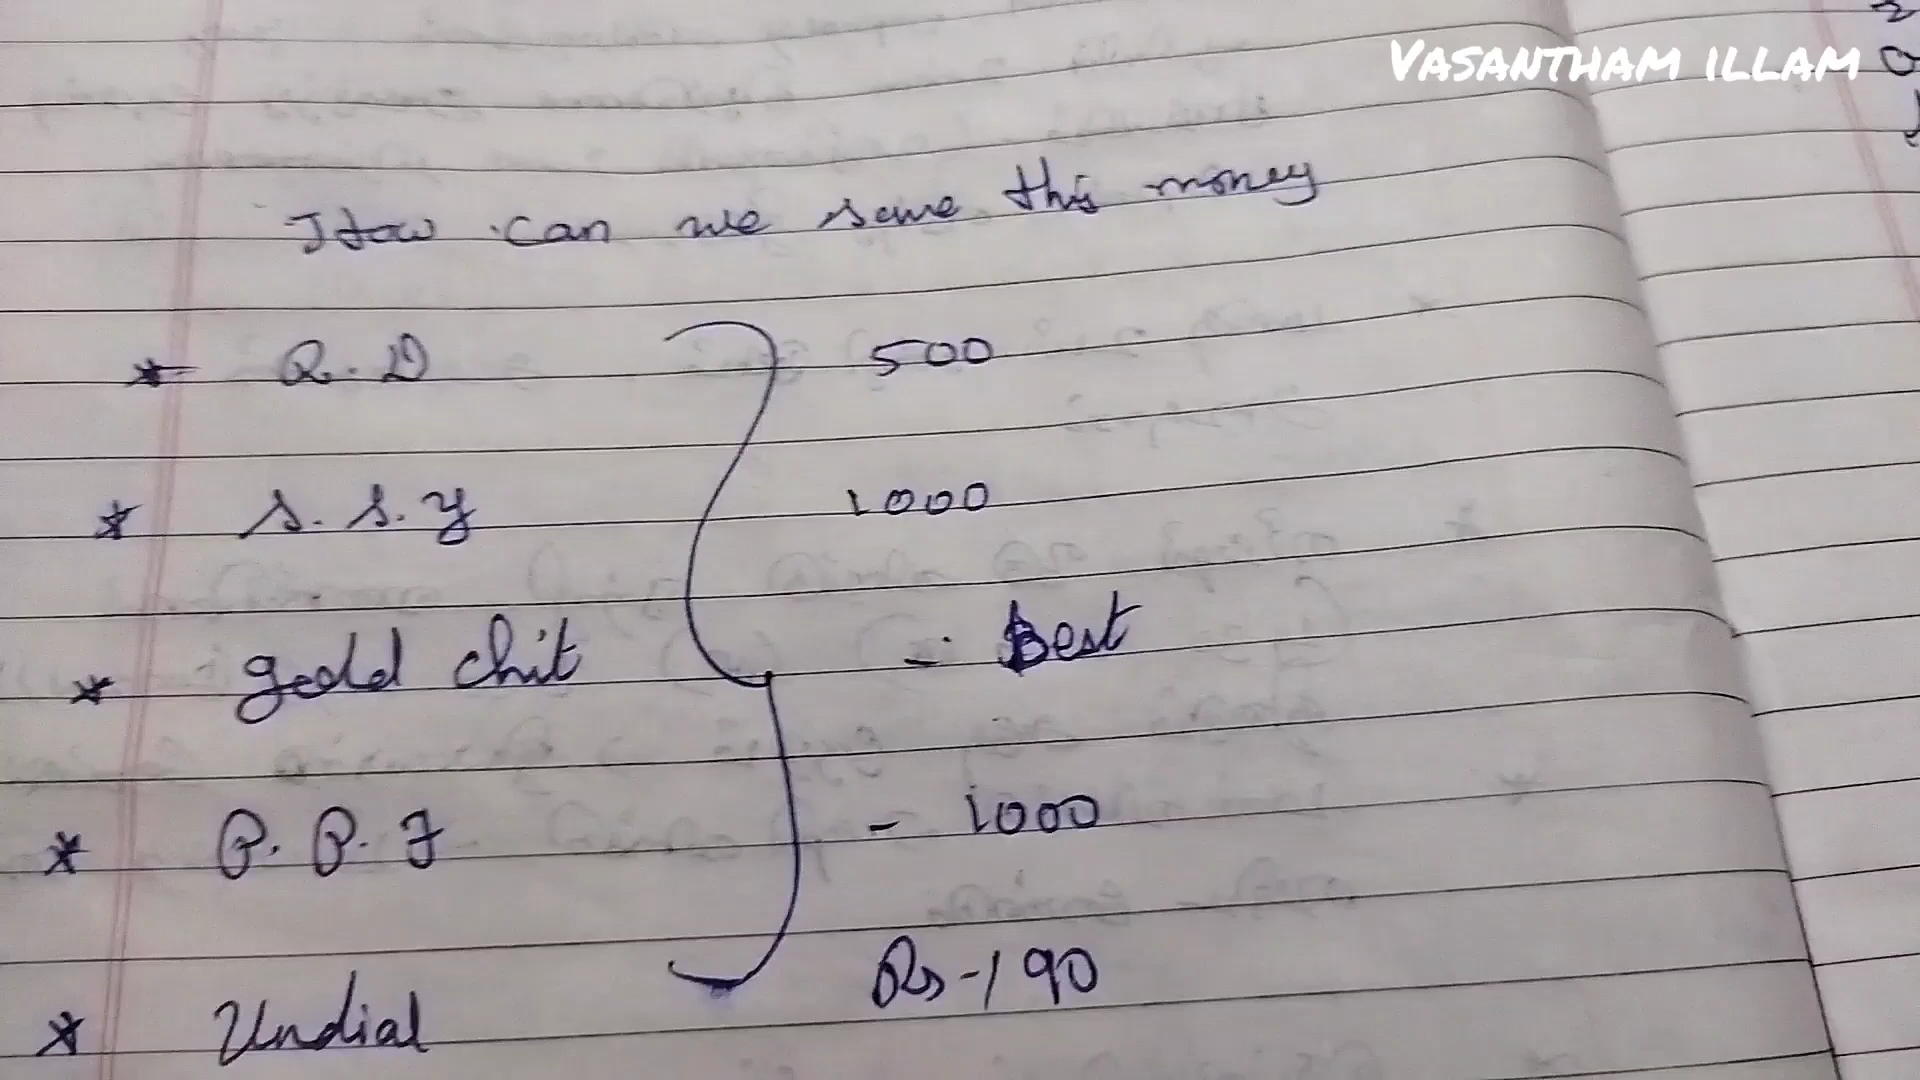 VASANTHAM ILLAM
How can we save this money
* R.D 500
* S.S.Y 1000
* gold chit - Best
* P.P.F - 1000
* Undial Rs-190